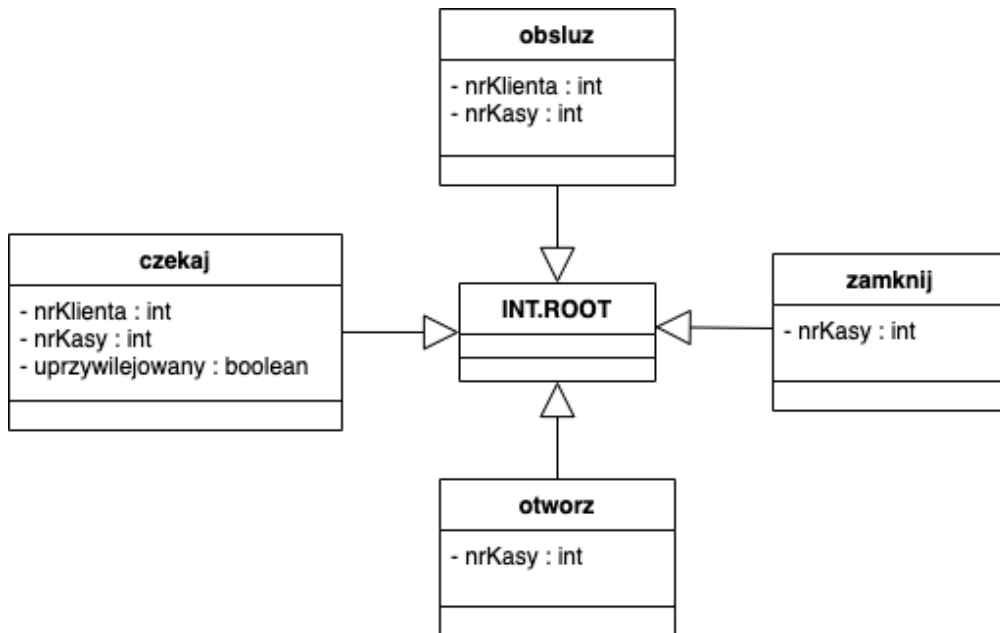 obsluz
- nrKlienta : int
- nrKasy : int
czekaj
- nrKlienta : int
- nrKasy : int
- uprzywilejowany : boolean
INT.ROOT
zamknij
- nrKasy : int
otworz
- nrKasy : int